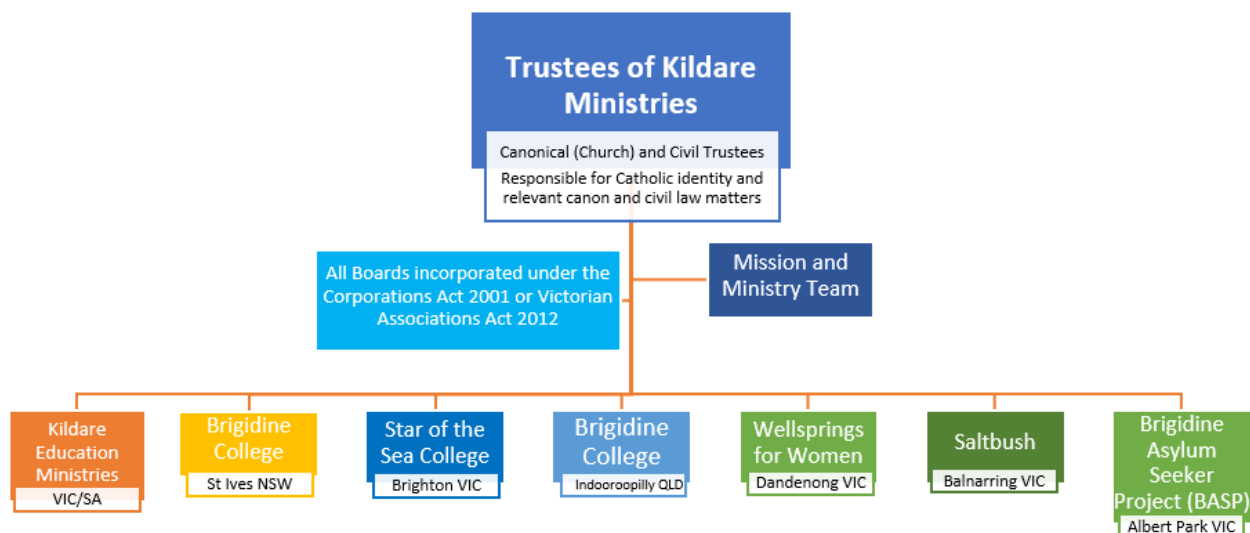 Trustees of Kildare
Ministries
Canonical (Church) and Civil Trustees
Responsible for Catholic identity and
relevant canon and civil law matters
All Boards incorporated under the
Corporations Act 2001 or Victorian
Associations Act 2012
Mission and
Ministry Team
Kildare
Education
Ministries
VIC/SA
Brigidine
College
St Ives NSW
Star of the
Sea College
Brighton VIC
Brigidine
College
Indooroopilly QLD
Wellsprings
for Women
Dandenong VIC
Saltbush
Balnarring VIC
Brigidine
Asylum
Seeker
Project (BASP)
Albert Park VIC